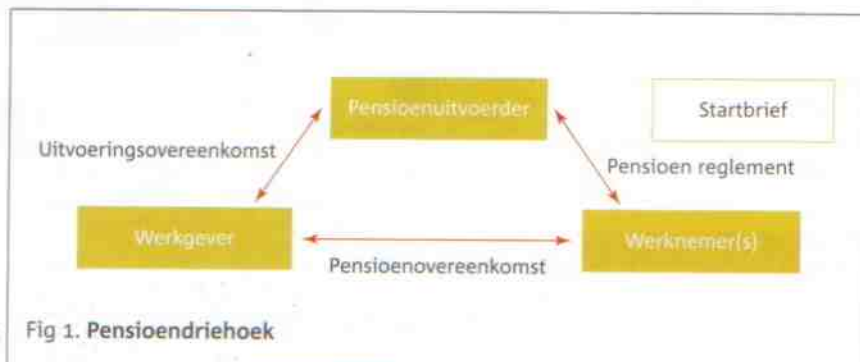 Pensioenuitvoerder
Startbrief
Uitvoeringsovereenkomst
Pensioen reglement
Werkgever
Werknemer(s)
Pensioenovereenkomst
Fig 1. Pensioendriehoek